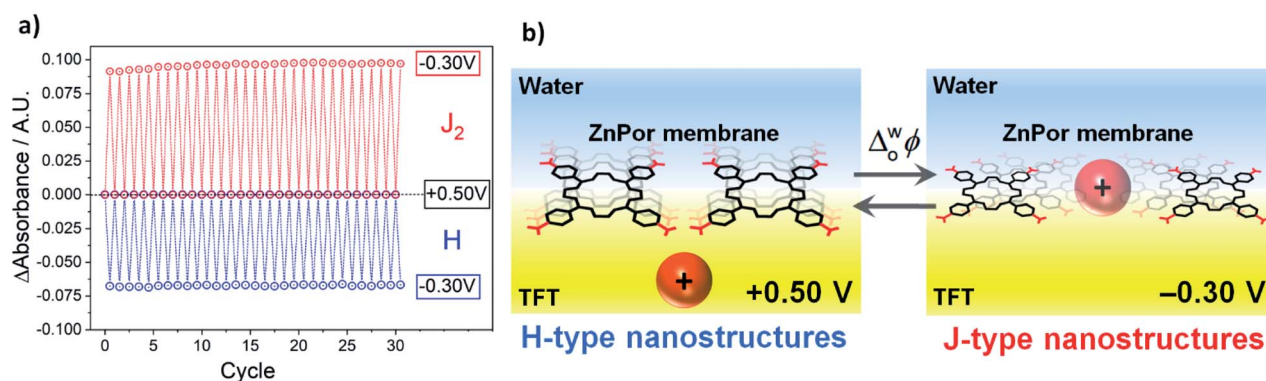 a)
ΔAbsorbance / A.U.
0.100
0.075
0.050
0.025
0.000
-0.025
-0.050
-0.075
-0.100
0 5 10 15 20 25 30
Cycle
-0.30V
J₂
+0.50V
H
-0.30V
b)
Water
ZnPor membrane
+
TFT
+0.50 V
H-type nanostructures
Δ𝑜ʷϕ
Water
ZnPor membrane
+
TFT
–0.30 V
J-type nanostructures